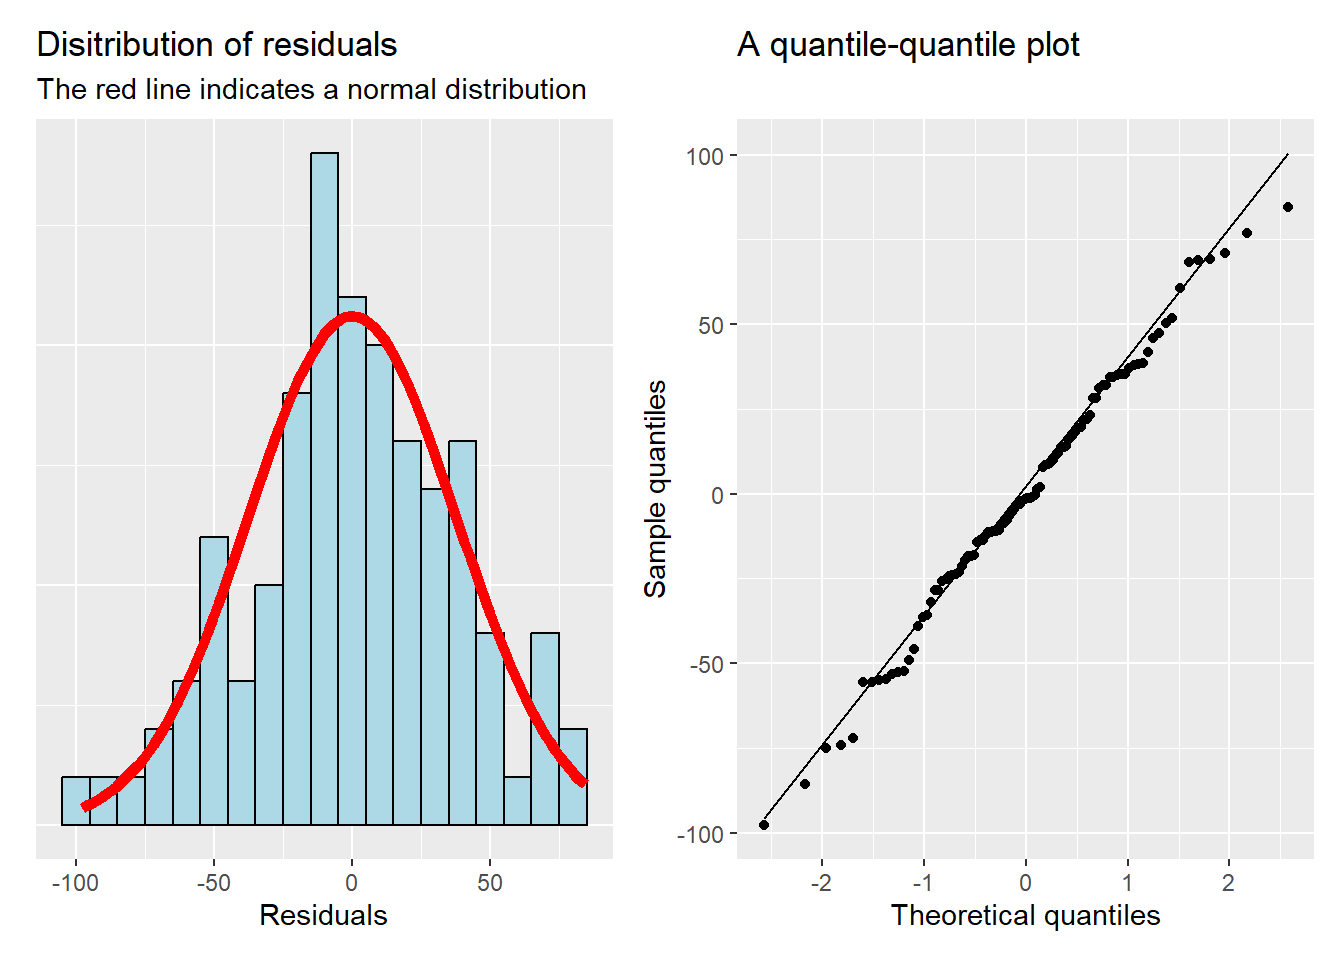 Disitribution of residuals
The red line indicates a normal distribution
-100 -50 0 50
Residuals
A quantile-quantile plot
100
50
0
-50
-100
Sample quantiles
-2 -1 0 1 2
Theoretical quantiles